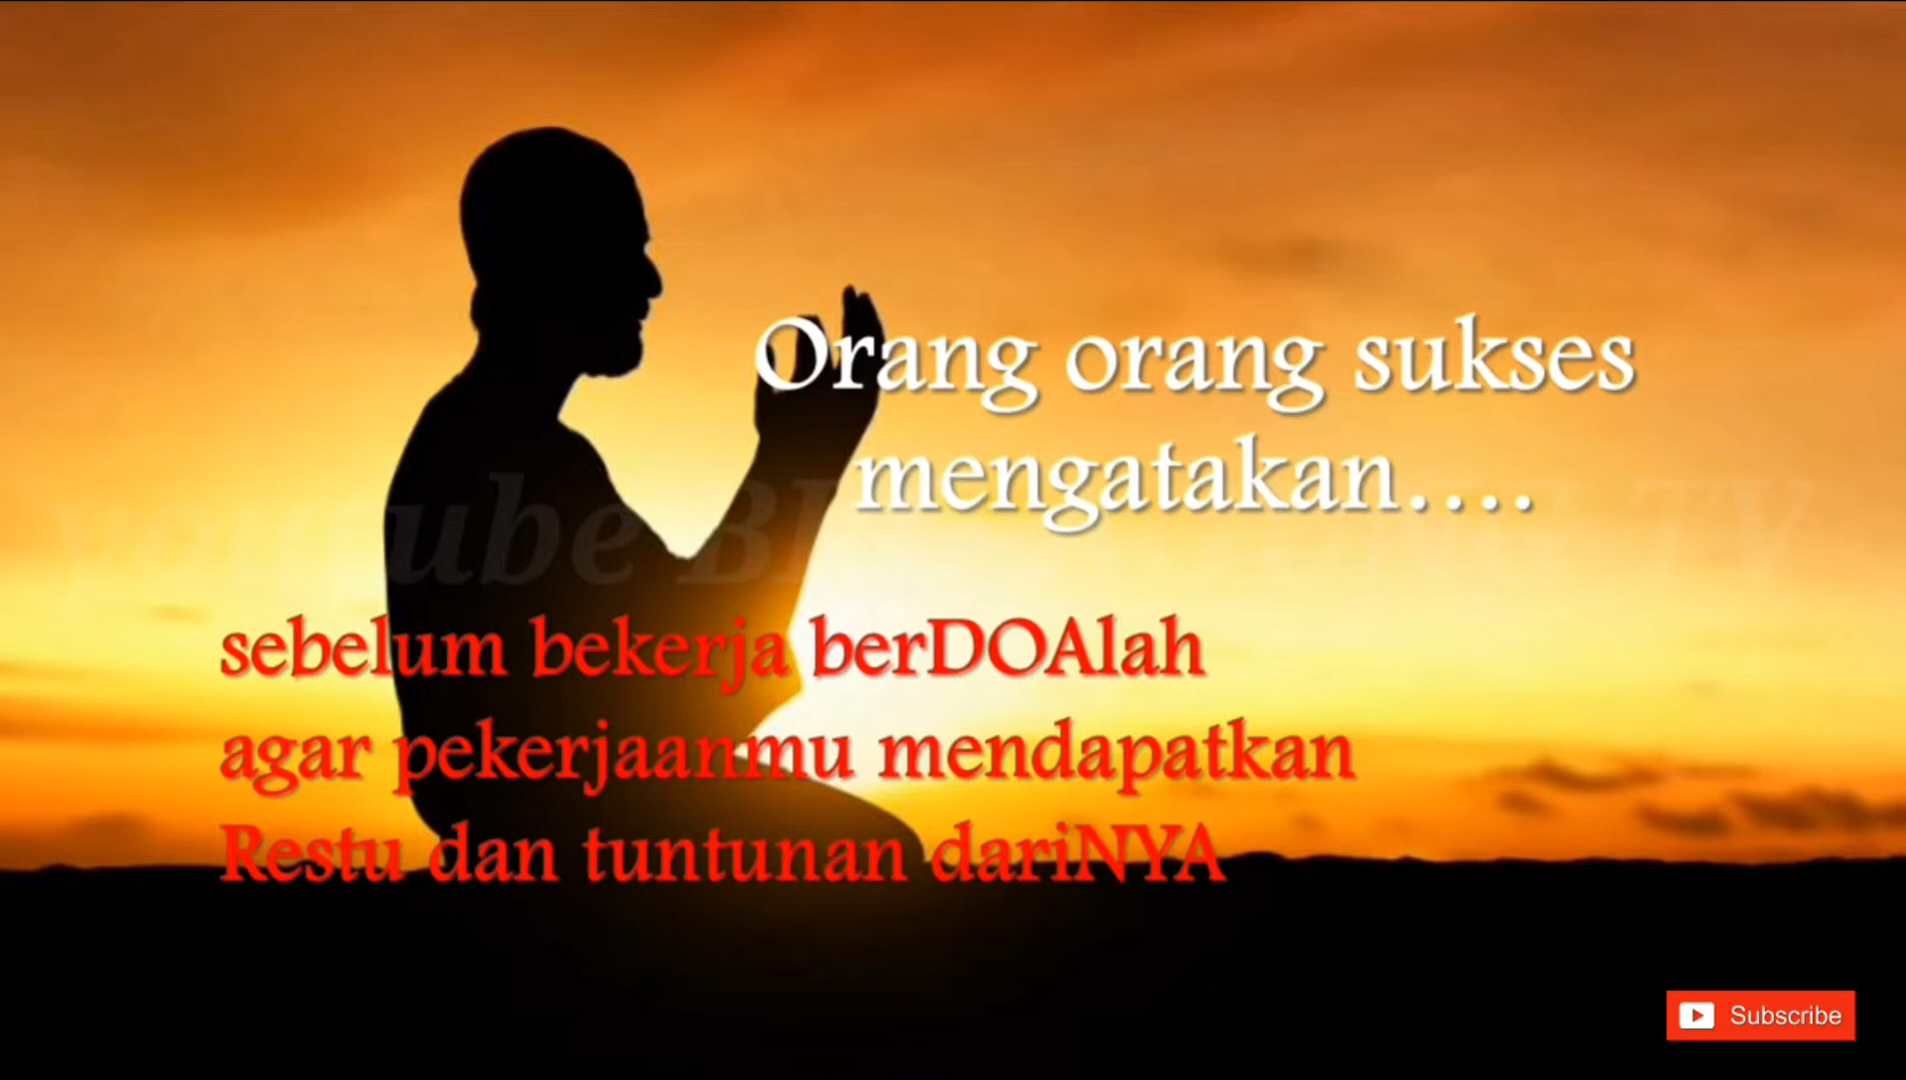 Orang orang sukses
mengatakan....
sebelum bekerja berDOAlah
agar pekerjaanmu mendapatkan
Restu dan tuntunan dariNYA
Subscribe